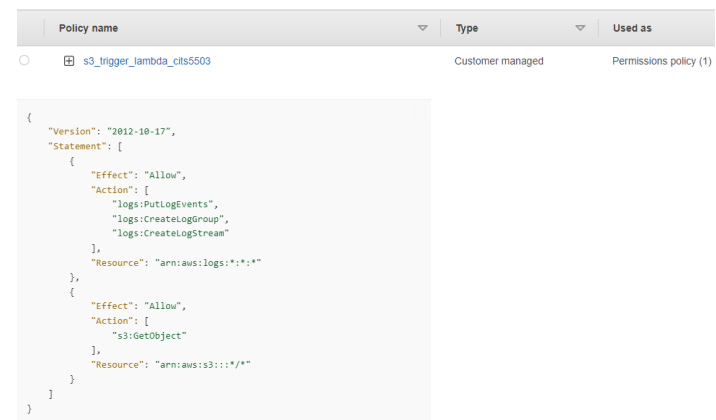 Policy name Type Used as
s3_trigger_lambda_cits5503 Customer managed Permissions policy (1)
{
    "Version": "2012-10-17",
    "Statement": [
        {
            "Effect": "Allow",
            "Action": [
                "logs:PutLogEvents",
                "logs:CreateLogGroup",
                "logs:CreateLogStream"
            ],
            "Resource": "arn:aws:logs:*:*:*"
        },
        {
            "Effect": "Allow",
            "Action": [
                "s3:GetObject"
            ],
            "Resource": "arn:aws:s3:::*/*"
        }
    ]
}